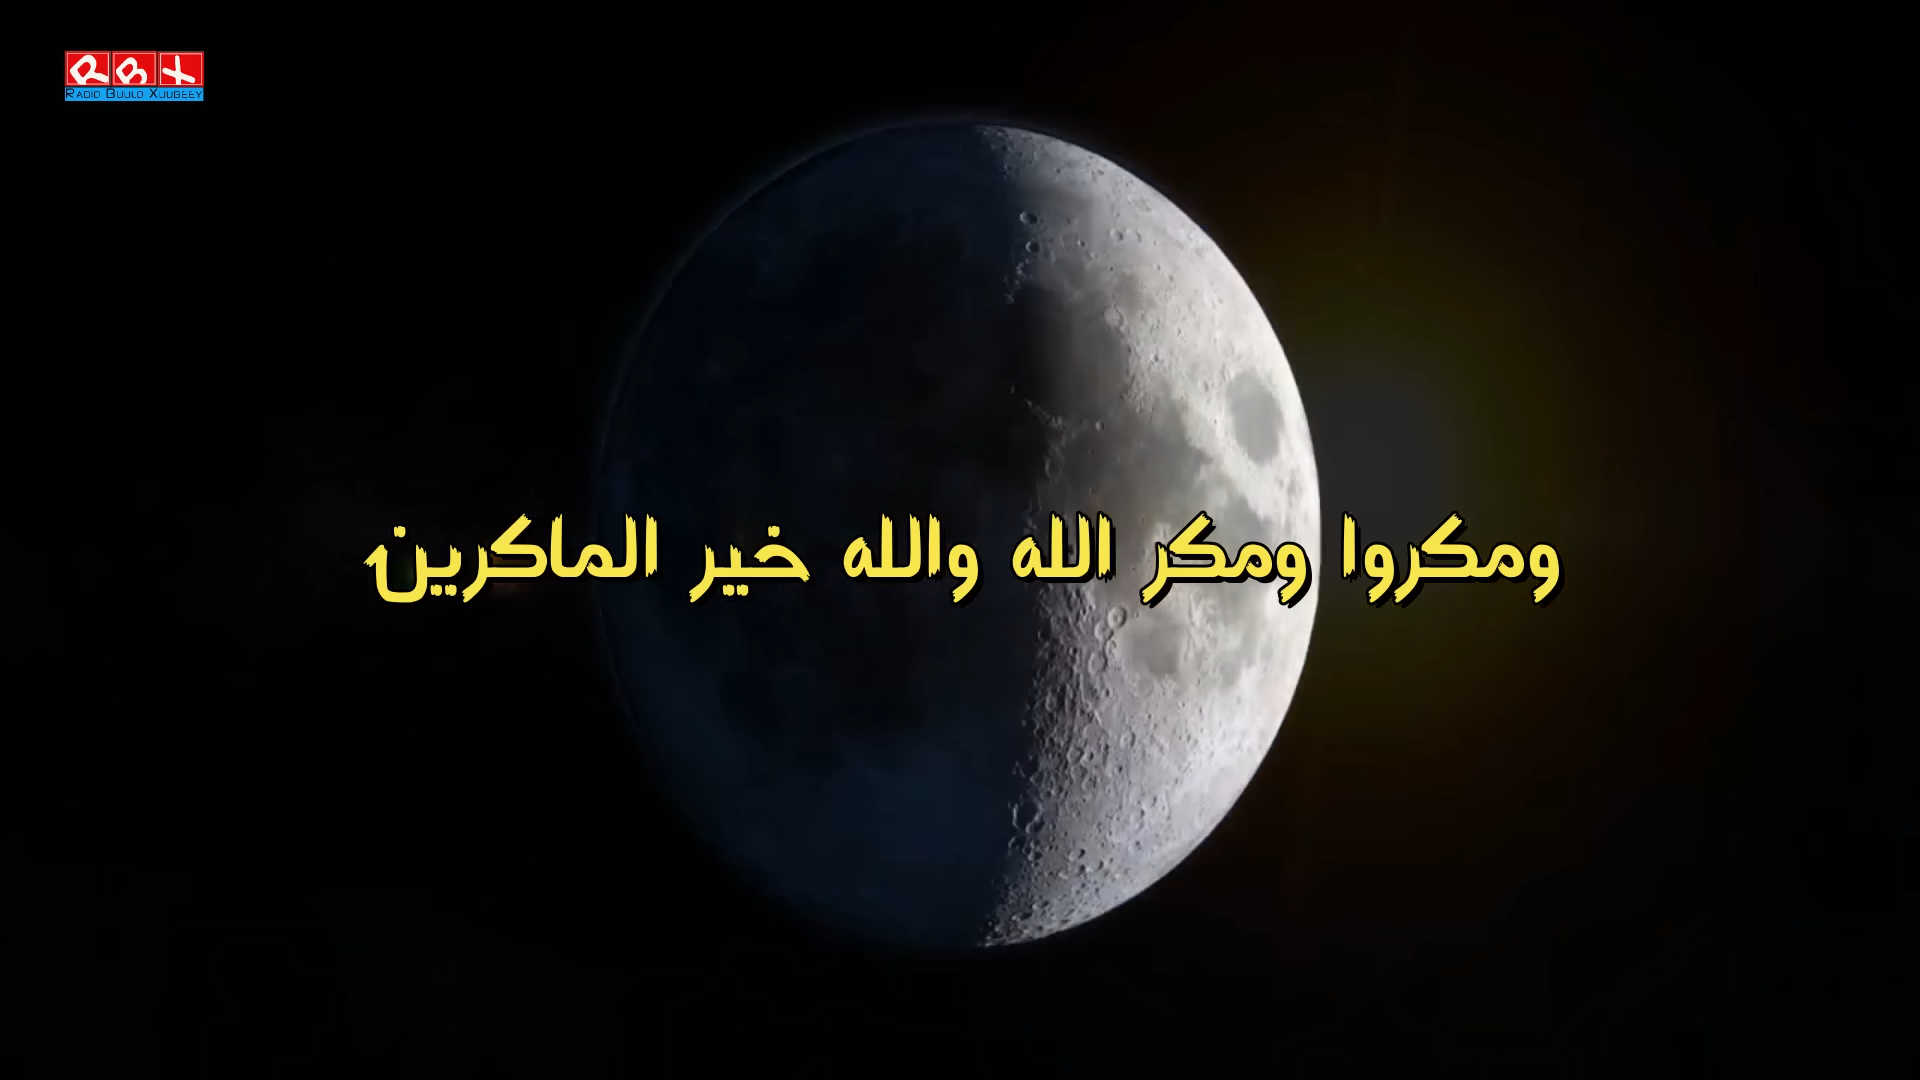 RBX
RADIO BUULO XUUBEEY
ومكروا ومكر الله والله خير الماكرين